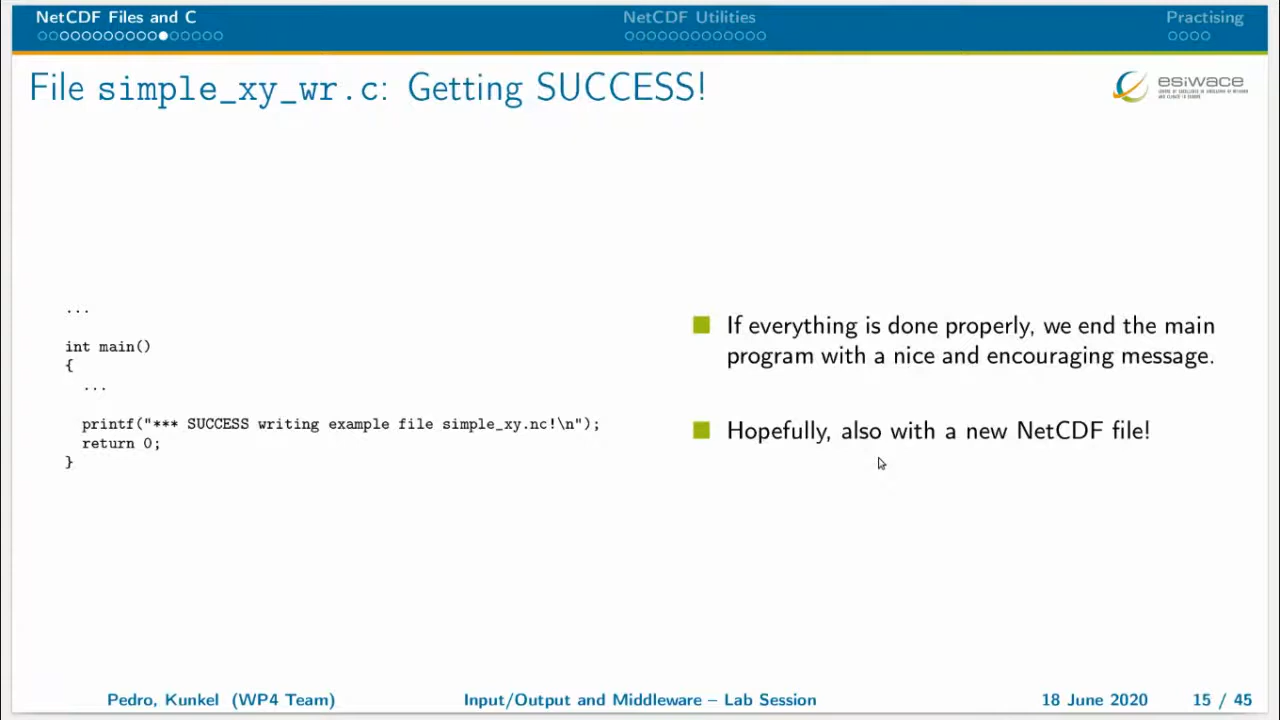 NetCDF Files and C
NetCDF Utilities
Practising
File simple_xy_wr.c: Getting SUCCESS!
esiwace
...
int main()
{
...
printf("*** SUCCESS writing example file simple_xy.nc!\n");
return 0;
}
If everything is done properly, we end the main
program with a nice and encouraging message.
Hopefully, also with a new NetCDF file!
Pedro, Kunkel (WP4 Team)
Input/Output and Middleware – Lab Session
18 June 2020
15 / 45